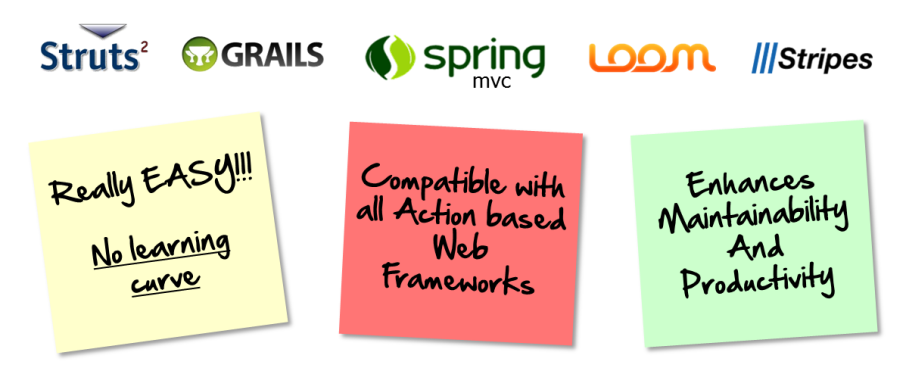 Struts²
GRAILS
spring
mvc
LOOM
Stripes
Really EASY!!!
No learning
curve
Compatible with
all Action based
Web
Frameworks
Enhances
Maintainability
And
Productivity